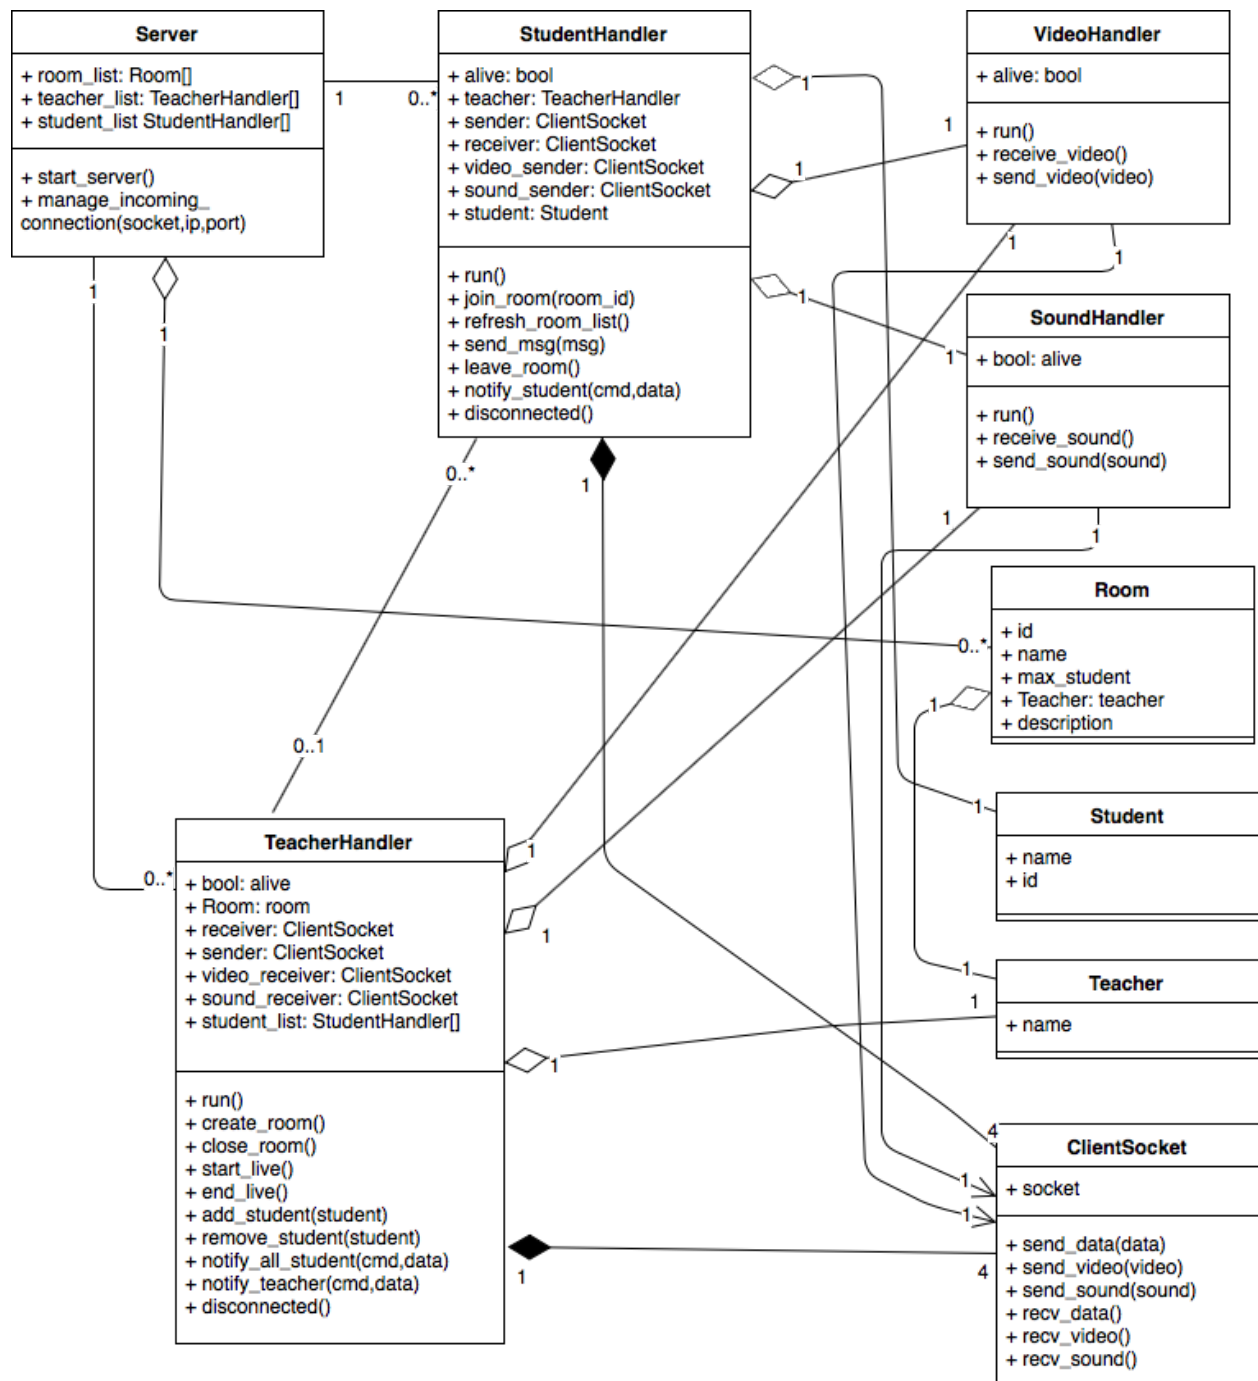 Server
+ room_list: Room[]
+ teacher_list: TeacherHandler[]
+ student_list StudentHandler[]
+ start_server()
+ manage_incoming_
connection(socket,ip,port)
1
0..*
1
1
StudentHandler
+ alive: bool
+ teacher: TeacherHandler
+ sender: ClientSocket
+ receiver: ClientSocket
+ video_sender: ClientSocket
+ sound_sender: ClientSocket
+ student: Student
+ run()
+ join_room(room_id)
+ refresh_room_list()
+ send_msg(msg)
+ leave_room()
+ notify_student(cmd,data)
+ disconnected()
1
1
1
1
1
0..*
1
VideoHandler
+ alive: bool
+ run()
+ receive_video()
+ send_video(video)
1
1
SoundHandler
+ bool: alive
+ run()
+ receive_sound()
+ send_sound(sound)
1
1
Room
+ id
+ name
+ max_student
+ Teacher: teacher
+ description
0..*
1
Student
+ name
+ id
1
Teacher
+ name
1
1
0..1
0..*
TeacherHandler
+ bool: alive
+ Room: room
+ receiver: ClientSocket
+ sender: ClientSocket
+ video_receiver: ClientSocket
+ sound_receiver: ClientSocket
+ student_list: StudentHandler[]
+ run()
+ create_room()
+ close_room()
+ start_live()
+ end_live()
+ add_student(student)
+ remove_student(student)
+ notify_all_student(cmd,data)
+ notify_teacher(cmd,data)
+ disconnected()
1
1
1
1
4
1
1
4
ClientSocket
+ socket
+ send_data(data)
+ send_video(video)
+ send_sound(sound)
+ recv_data()
+ recv_video()
+ recv_sound()